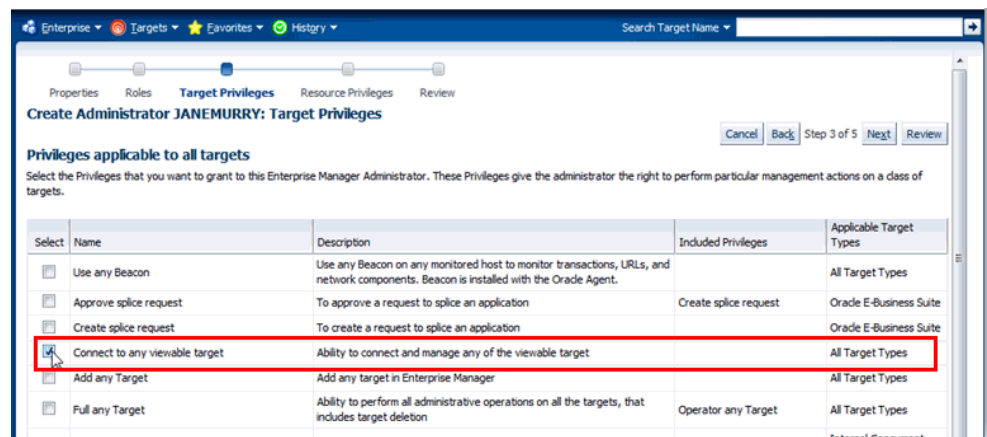 Enterprise Targets Favorites History Search Target Name
Properties Roles Target Privileges Resource Privileges Review
Create Administrator JANEMURRY: Target Privileges
Cancel Back Step 3 of 5 Next Review
Privileges applicable to all targets
Select the Privileges that you want to grant to this Enterprise Manager Administrator. These Privileges give the administrator the right to perform particular management actions on a class of
targets.
Select Name Description Included Privileges Applicable Target
Types
Use any Beacon Use any Beacon on any monitored host to monitor transactions, URLs, and
network components. Beacon is installed with the Oracle Agent. All Target Types
Approve splice request To approve a request to splice an application Create splice request Oracle E-Business Suite
Create splice request To create a request to splice an application Oracle E-Business Suite
Connect to any viewable target Ability to connect and manage any of the viewable target All Target Types
Add any Target Add any target in Enterprise Manager All Target Types
Full any Target Ability to perform all administrative operations on all the targets, that
includes target deletion Operator any Target All Target Types